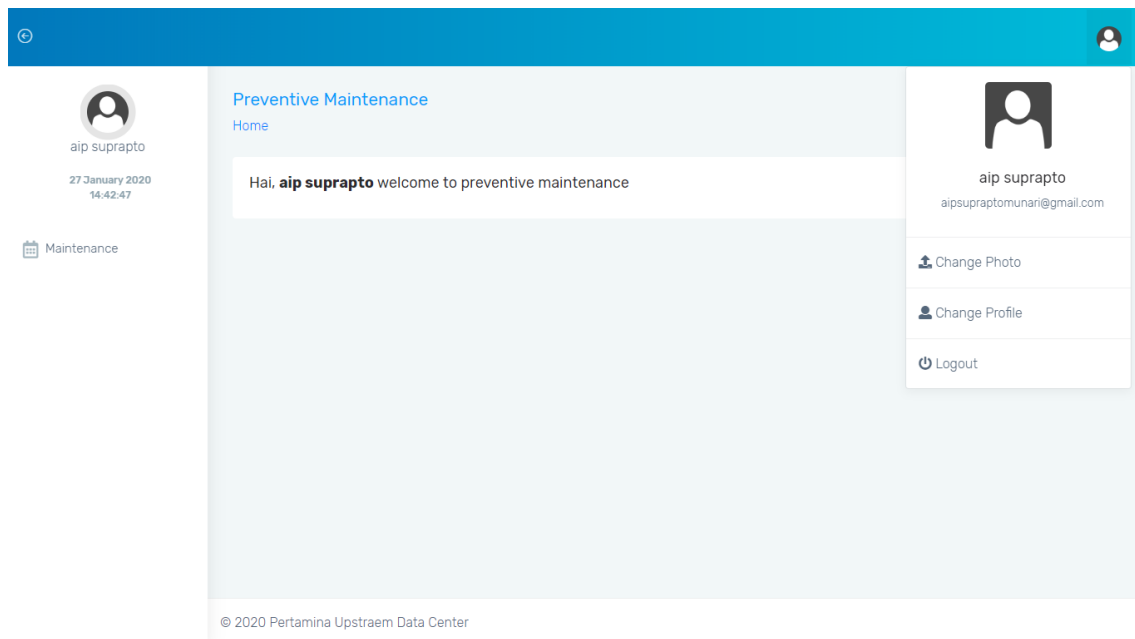 aip suprapto
27 January 2020
14:42:47
Maintenance
Preventive Maintenance
Home
Hai, aip suprapto welcome to preventive maintenance
aip suprapto
aipsupraptomunari@gmail.com
Change Photo
Change Profile
Logout
© 2020 Pertamina Upstraem Data Center